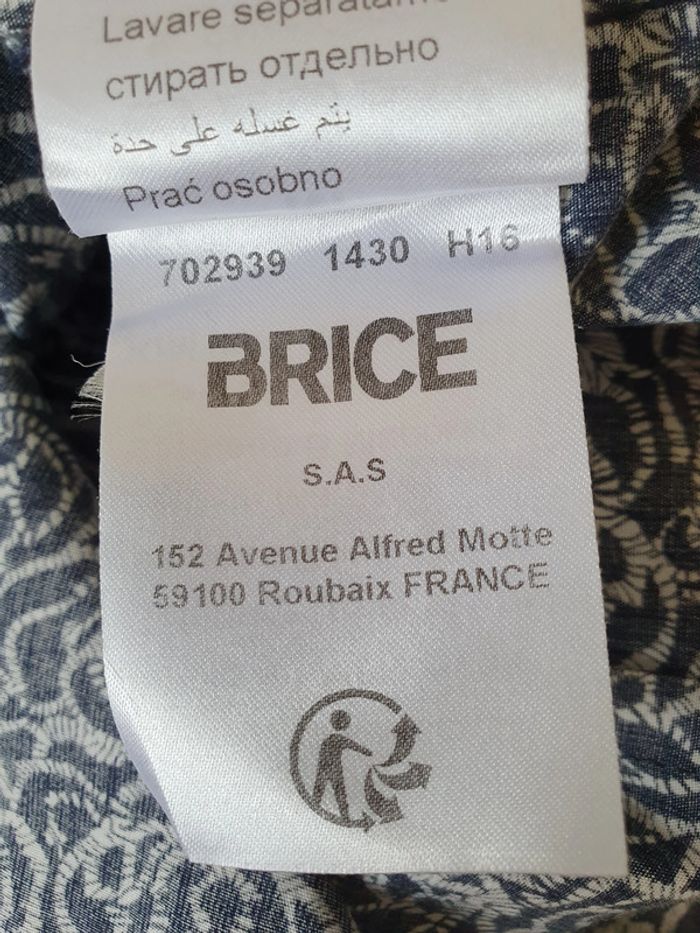 Lavare
стирать отдельно
يتم غسله على حدة
Prać osobno
702939 1430 H16
BRICE
S.A.S
152 Avenue Alfred Motte
59100 Roubaix FRANCE